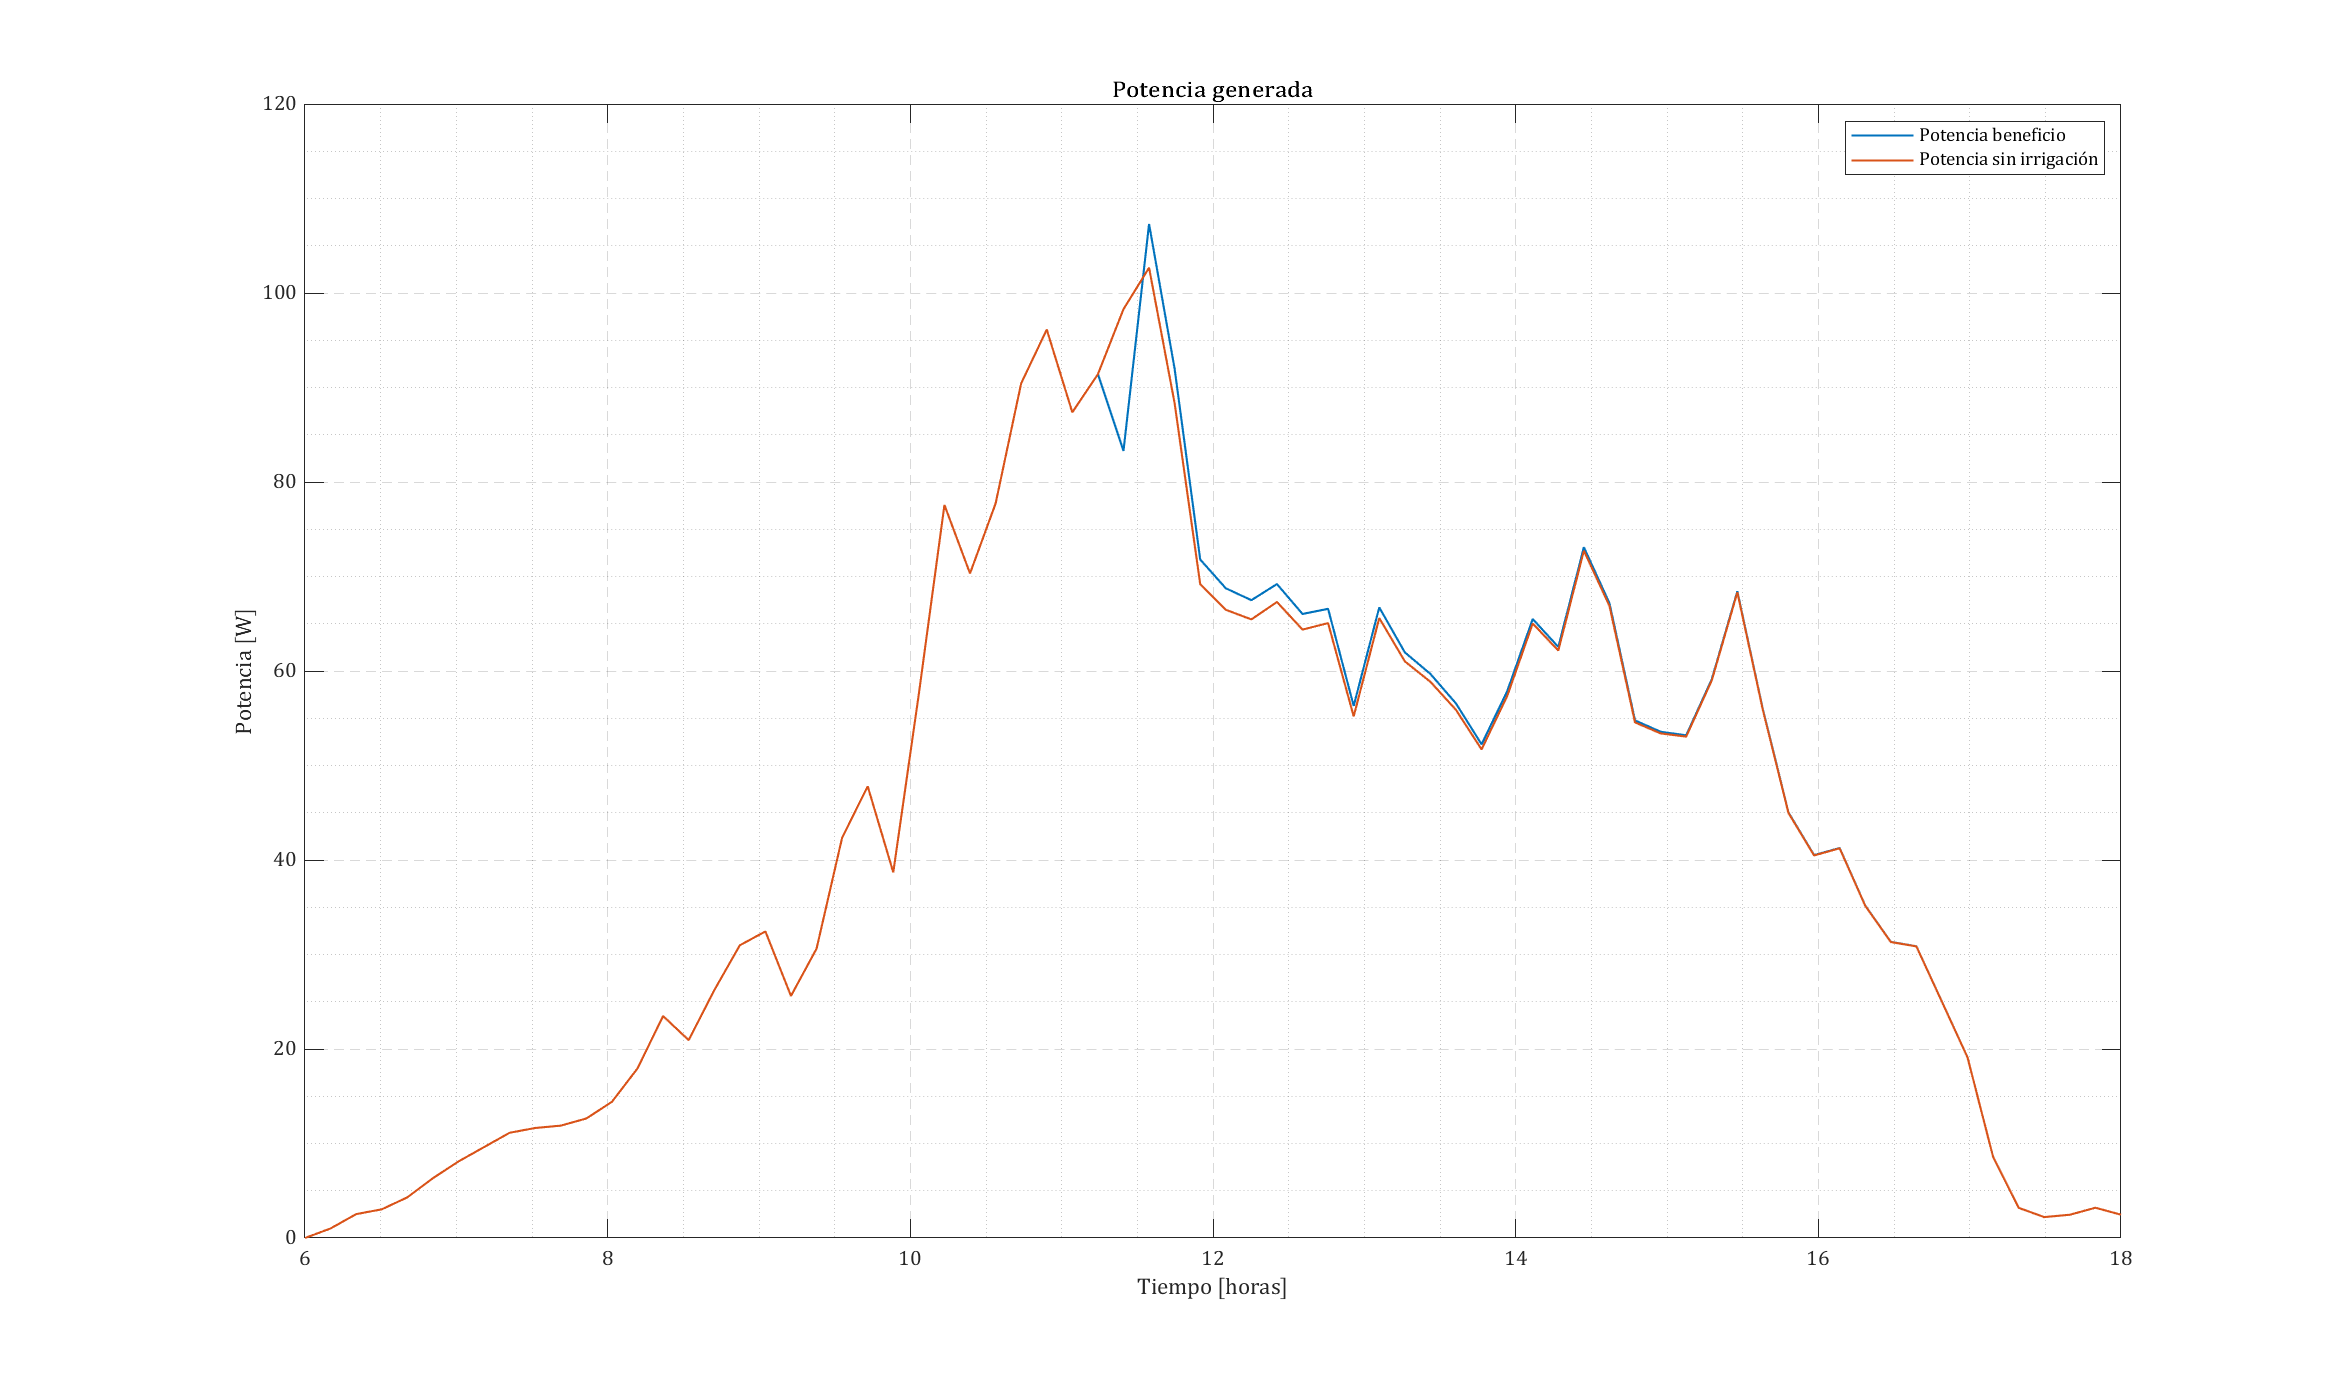 Potencia generada
120
100
80
60
40
20
0
Potencia [W]
Potencia beneficio
Potencia sin irrigación
6 8 10 12 14 16 18
Tiempo [horas]